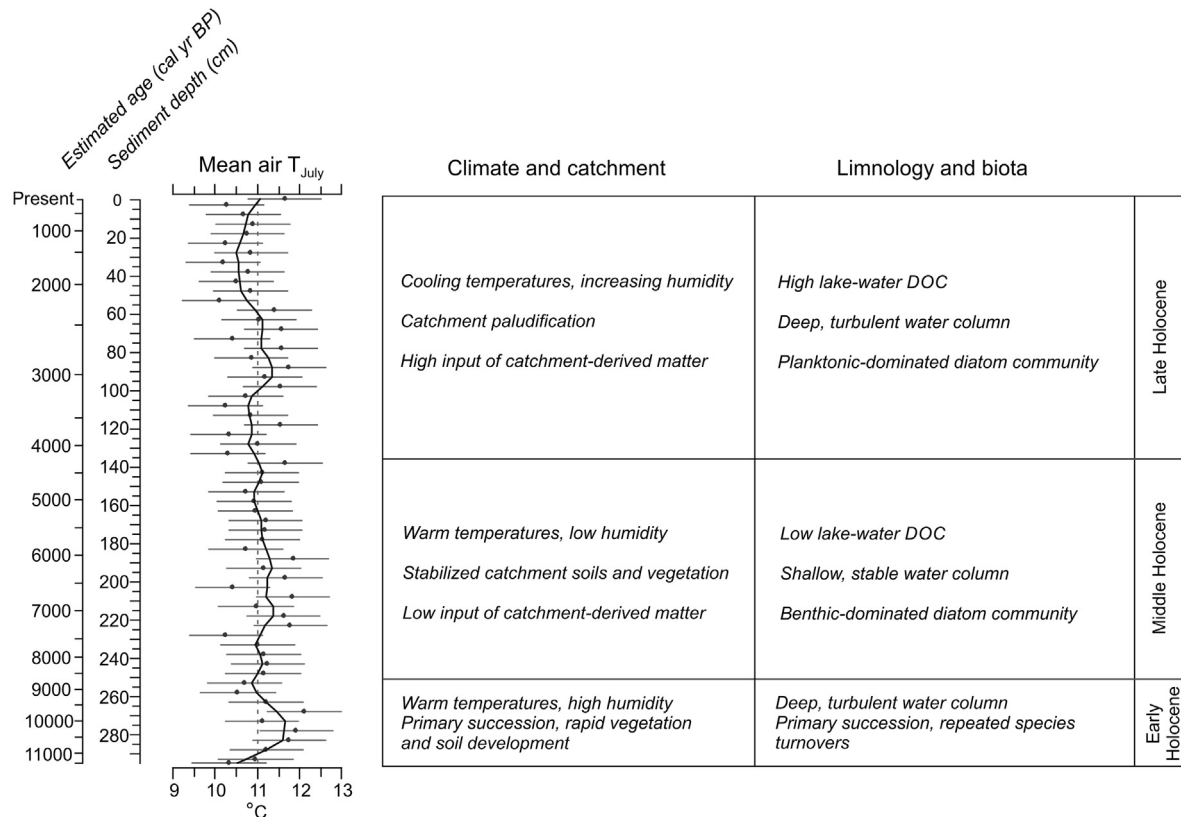 Estimated age (cal yr BP)
Sediment depth (cm)
Mean air T July
Climate and catchment
Limnology and biota
Present
1000
2000
3000
4000
5000
6000
7000
8000
9000
10000
11000
0
20
40
60
80
100
120
140
160
180
200
220
240
260
280
9 10 11 12 13
°C
Cooling temperatures, increasing humidity
Catchment paludification
High input of catchment-derived matter
High lake-water DOC
Deep, turbulent water column
Planktonic-dominated diatom community
Late Holocene
Warm temperatures, low humidity
Stabilized catchment soils and vegetation
Low input of catchment-derived matter
Low lake-water DOC
Shallow, stable water column
Benthic-dominated diatom community
Middle Holocene
Warm temperatures, high humidity
Primary succession, rapid vegetation
and soil development
Deep, turbulent water column
Primary succession, repeated species
turnovers
Early
Holocene